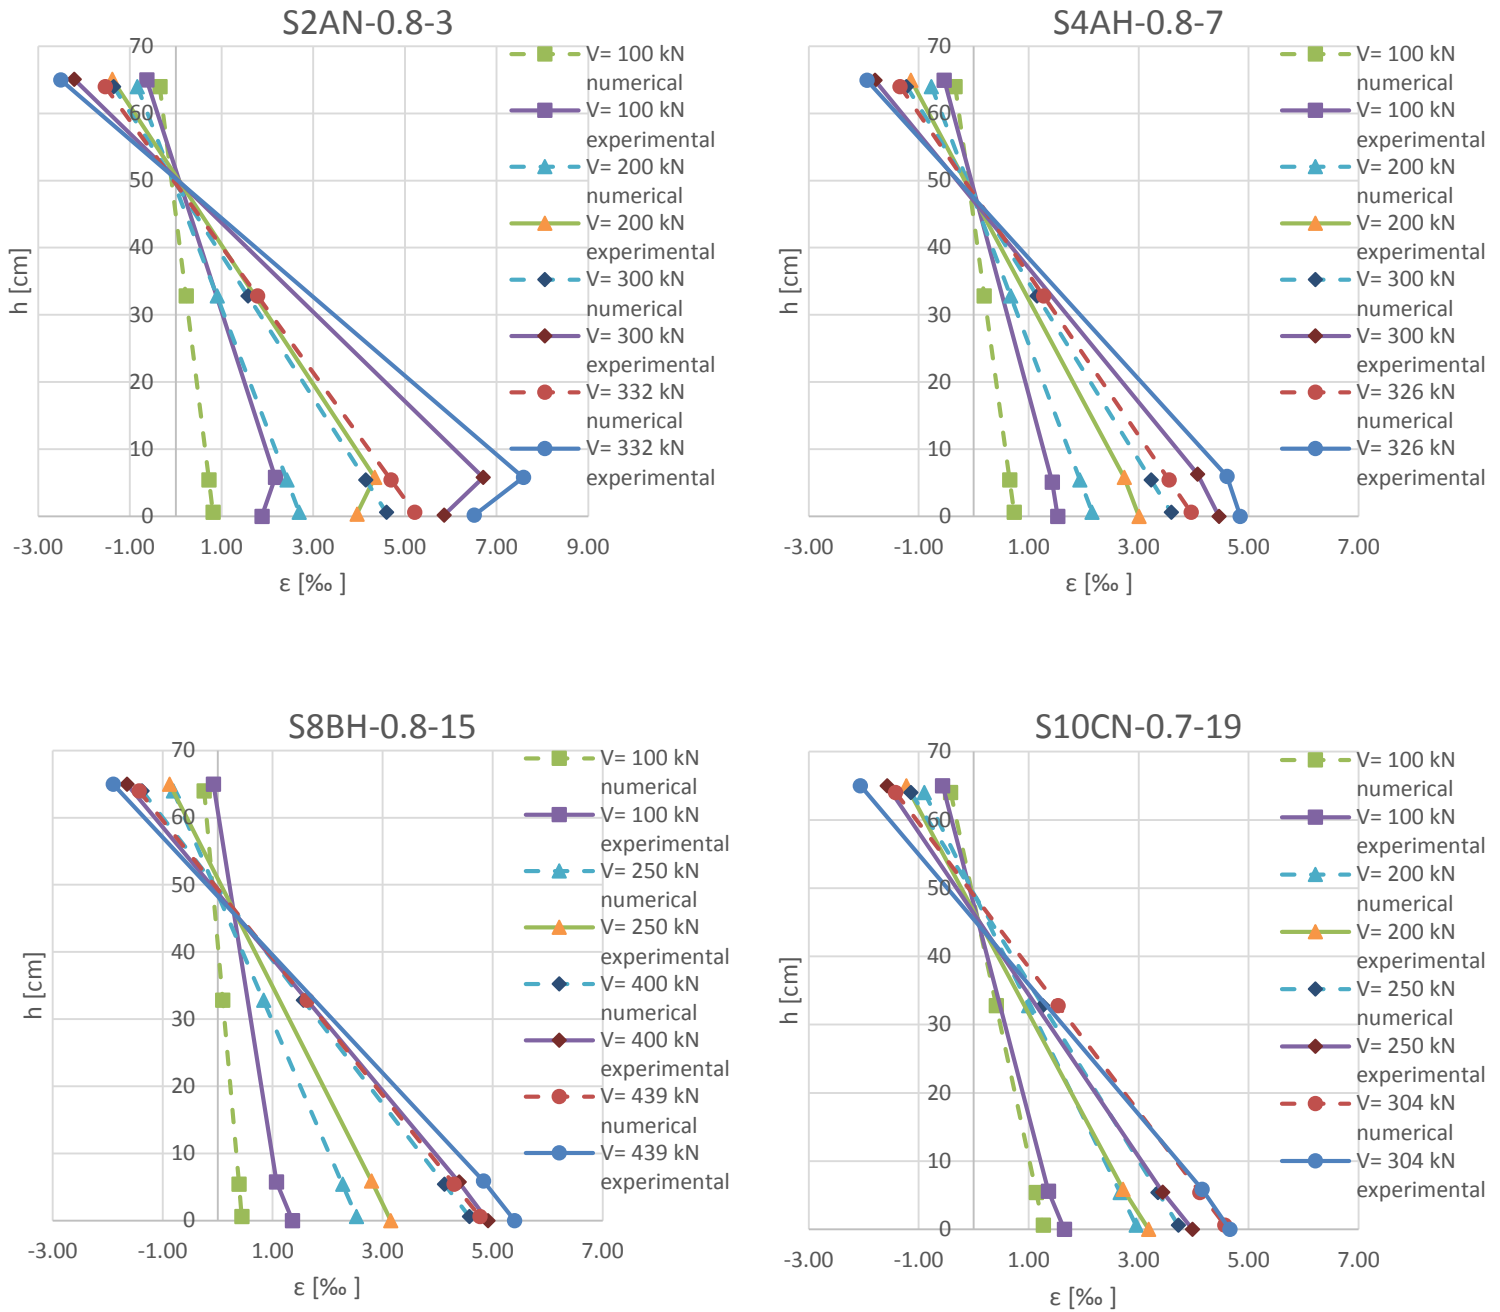 S2AN-0.8-3
70
60
50
40
30
20
10
0
-3.00 -1.00 1.00 3.00 5.00 7.00 9.00
h [cm]
ε [‰ ]
V= 100 kN
numerical
V= 100 kN
experimental
V= 200 kN
numerical
V= 200 kN
experimental
V= 300 kN
numerical
V= 300 kN
experimental
V= 332 kN
numerical
V= 332 kN
experimental
S4AH-0.8-7
70
60
50
40
30
20
10
0
-3.00 -1.00 1.00 3.00 5.00 7.00
h [cm]
ε [‰ ]
V= 100 kN
numerical
V= 100 kN
experimental
V= 200 kN
numerical
V= 200 kN
experimental
V= 300 kN
numerical
V= 300 kN
experimental
V= 326 kN
numerical
V= 326 kN
experimental
S8BH-0.8-15
70
60
50
40
30
20
10
0
-3.00 -1.00 1.00 3.00 5.00 7.00
h [cm]
ε [‰ ]
V= 100 kN
numerical
V= 100 kN
experimental
V= 250 kN
numerical
V= 250 kN
experimental
V= 400 kN
numerical
V= 400 kN
experimental
V= 439 kN
numerical
V= 439 kN
experimental
S10CN-0.7-19
70
60
50
40
30
20
10
0
-3.00 -1.00 1.00 3.00 5.00 7.00
h [cm]
ε [‰ ]
V= 100 kN
numerical
V= 100 kN
experimental
V= 200 kN
numerical
V= 200 kN
experimental
V= 250 kN
numerical
V= 250 kN
experimental
V= 304 kN
numerical
V= 304 kN
experimental